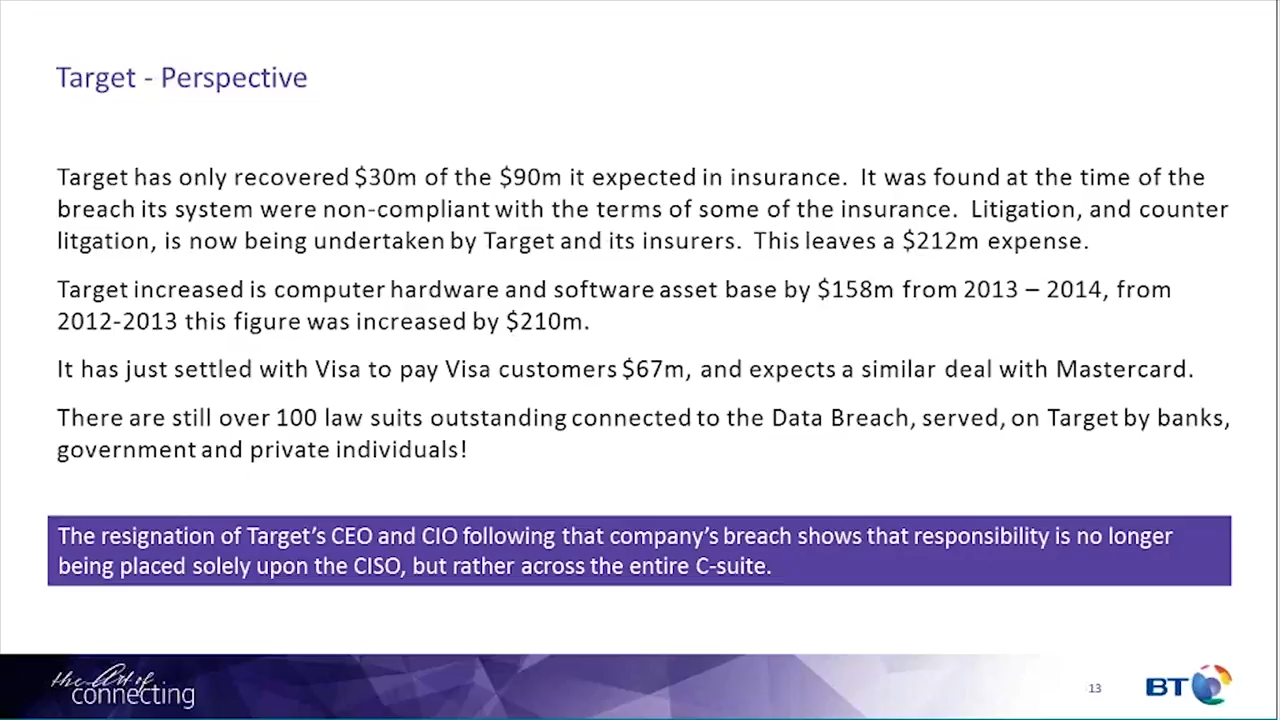 Target - Perspective
Target has only recovered $30m of the $90m it expected in insurance.  It was found at the time of the
breach its system were non-compliant with the terms of some of the insurance.  Litigation, and counter
litgation, is now being undertaken by Target and its insurers.  This leaves a $212m expense.
Target increased is computer hardware and software asset base by $158m from 2013 – 2014, from
2012-2013 this figure was increased by $210m.
It has just settled with Visa to pay Visa customers $67m, and expects a similar deal with Mastercard.
There are still over 100 law suits outstanding connected to the Data Breach, served, on Target by banks,
government and private individuals!
The resignation of Target’s CEO and CIO following that company’s breach shows that responsibility is no longer
being placed solely upon the CISO, but rather across the entire C-suite.
the Art of
connecting
13
BT